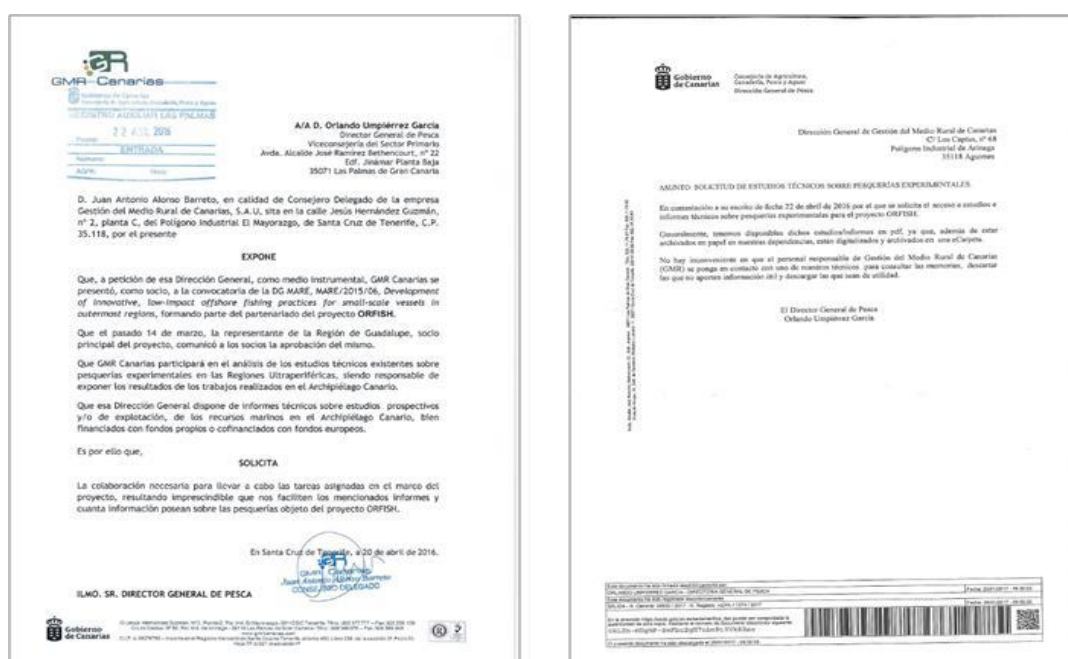 GMR Canarias
Gobierno de Canarias
REGISTRO AUXILIAR LAS PALMAS
22 2016
ENTRADA
A/A D. Orlando Umpiérrez García
Director General de Pesca
Viceconsejería del Sector Primario
Avda. Alcalde José Ramírez Bethencourt, nº 22
Edf. Jinámar Planta Baja
35071 Las Palmas de Gran Canaria
D. Juan Antonio Alonso Barreto, en calidad de Consejero Delegado de la empresa
Gestión del Medio Rural de Canarias, S.A.U, sita en la calle Jesús Hernández Guzmán,
nº 2, planta C, del Polígono Industrial El Mayorazgo, de Santa Cruz de Tenerife, C.P.
35.118, por el presente
EXPONE
Que, a petición de esa Dirección General, como medio instrumental, GMR Canarias se
presentó, como socio, a la convocatoria de la DG MARE, MARE/2015/06, Development
of innovative, low-impact offshore fishing practices for small-scale vessels in
outermost regions, formando parte del partenariado del proyecto ORFISH.
Que el pasado 14 de marzo, la representante de la Región de Guadalupe, socio
principal del proyecto, comunicó a los socios la aprobación del mismo.
Que GMR Canarias participará en el análisis de los estudios técnicos existentes sobre
pesquerías experimentales en las Regiones Ultraperiféricas, siendo responsable de
exponer los resultados de los trabajos realizados en el Archipiélago Canario.
Que esa Dirección General dispone de informes técnicos sobre estudios prospectivos
y/o de explotación, de los recursos marinos en el Archipiélago Canario, bien
financiados con fondos propios o cofinanciados con fondos europeos.
Es por ello que,
SOLICITA
La colaboración necesaria para llevar a cabo las tareas asignadas en el marco del
proyecto, resultando imprescindible que nos faciliten los mencionados informes y
cuanta información posean sobre las pesquerías objeto del proyecto ORFISH.
En Santa Cruz de Tenerife, a 20 de abril de 2016.
Juan Antonio Alonso Barreto
CONSEJERO DELEGADO
ILMO. SR. DIRECTOR GENERAL DE PESCA
Gobierno
de Canarias
Gobierno
de Canarias
Consejería de Agricultura,
Ganadería, Pesca y Aguas
Dirección General de Pesca
Dirección General de Gestión del Medio Rural de Canarias
C/ Los Cactus, nº 68
Polígono Industrial de Arinaga
35118 Agüimes
ASUNTO: SOLICITUD DE ESTUDIOS TÉCNICOS SOBRE PESQUERÍAS EXPERIMENTALES
En contestación a su escrito de fecha 22 de abril de 2016 por el que se solicita el acceso a estudios e
informes técnicos sobre pesquerías experimentales para el proyecto ORFISH.
Generalmente, tenemos disponibles dichos estudios/informes en pdf, ya que, además de estar
archivados en papel en nuestras dependencias, están digitalizados y archivados en una eCarpeta.
No hay inconveniente en que el personal responsable de Gestión del Medio Rural de Canarias
(GMR) se ponga en contacto con uno de nuestros técnicos para consultar las memorias, descartar
las que no aporten información útil y descargar las que sean de utilidad.
El Director General de Pesca
Orlando Umpiérrez García